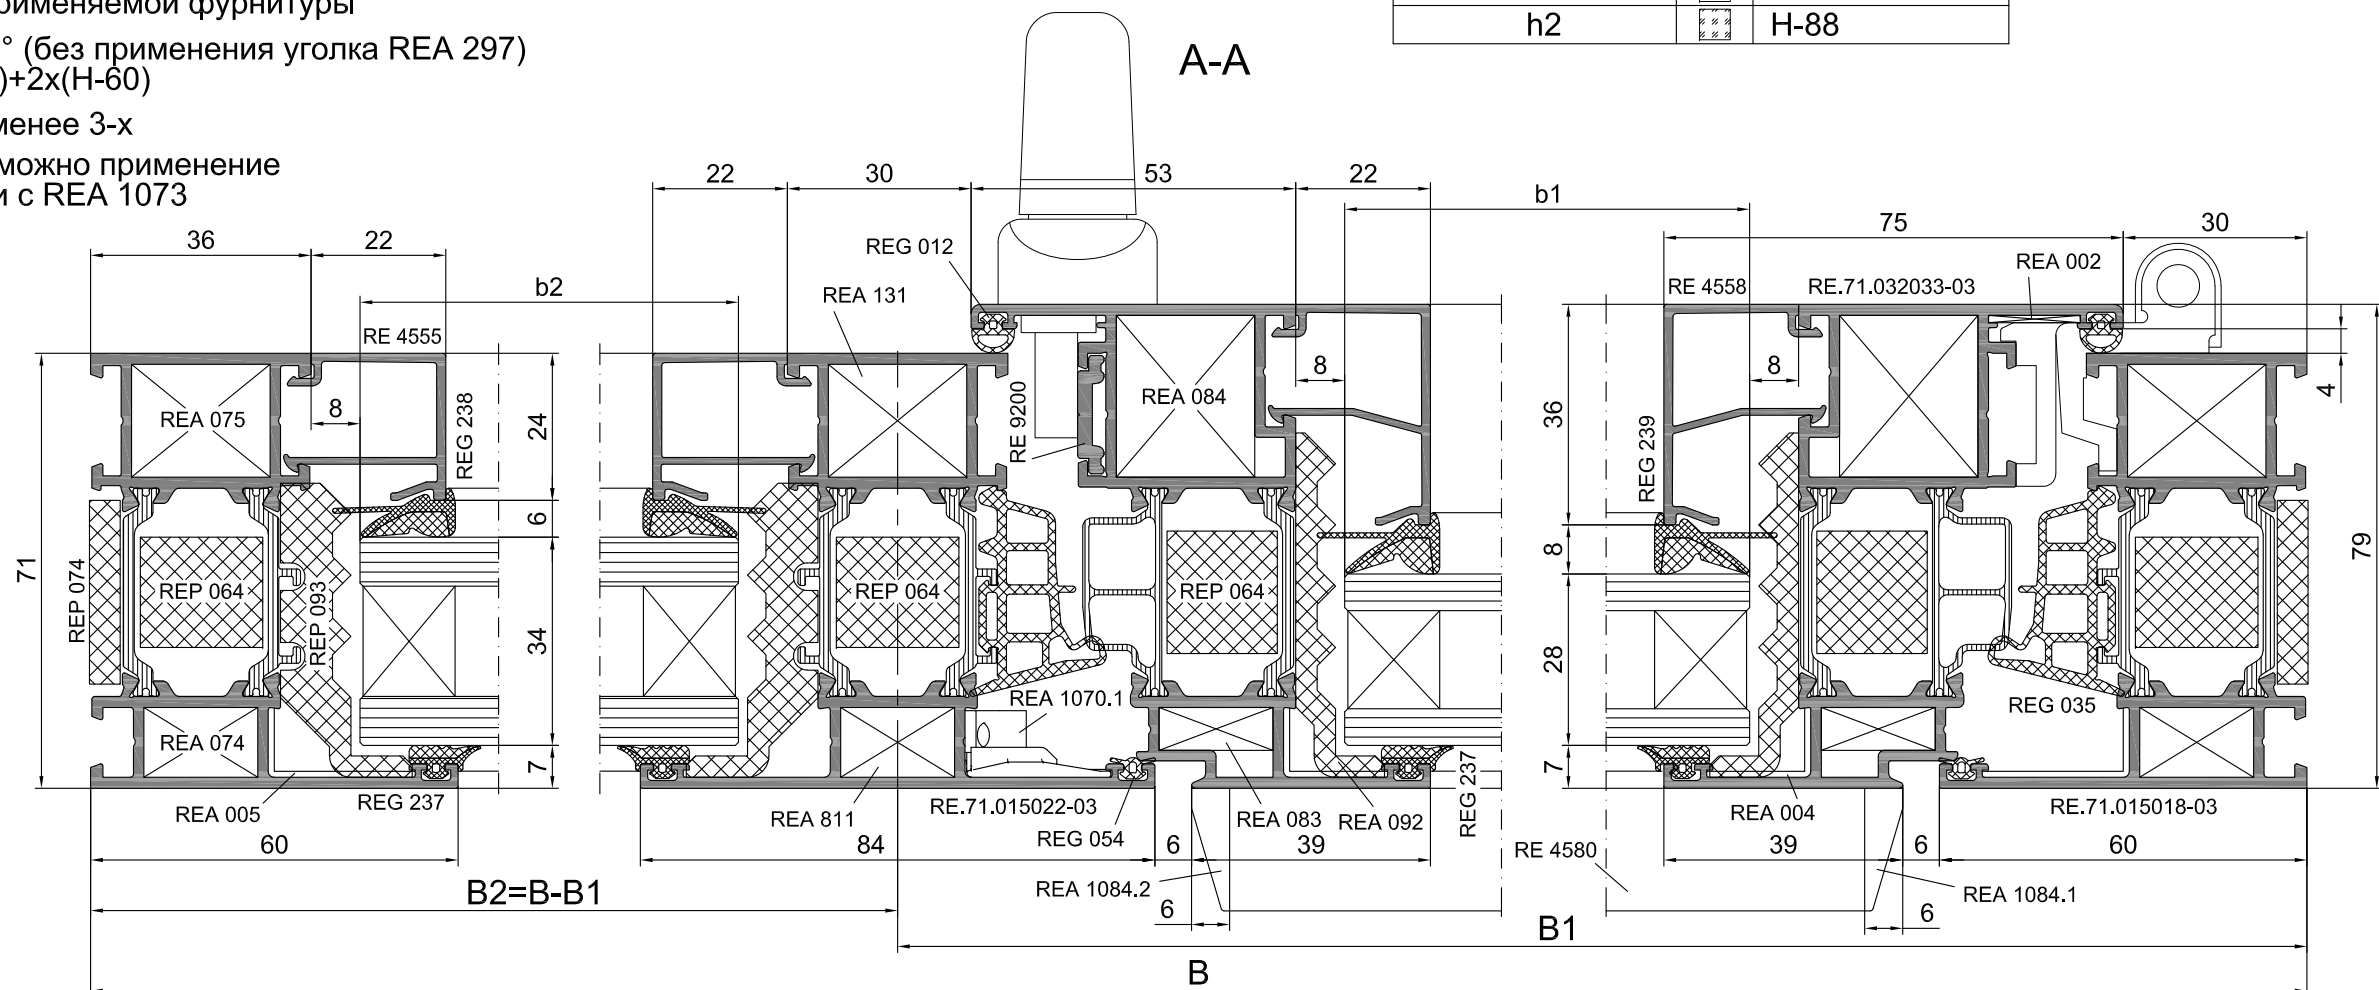 применяемой фурнитуры
° (без применения уголка REA 297)
)+2x(H-60)
менее 3-х
можно применение
и с REA 1073
h2 H-88
A-A
22 30 53 22
b1
36 22
REG 012
75 30
b2
REA 131
REA 002
RE 4555
RE 4558 RE.71.032033-03
8 8
4
REA 075
8
REG 238
24
RE 9200
REA 084
36
REG 239
71
REP 074
REP 064
REP 093
6
34
REP 064
REP 064
8
28
79
REA 1070.1
REG 035
REA 074
7
7
REA 005
REG 237
REA 811
RE.71.015022-03
REG 054
REA 083
REA 092
REG 237
REA 004
RE.71.015018-03
60 84 6 39 39 6 60
RE 4580
B2=B-B1
REA 1084.2
REA 1084.1
6 6
B1
B